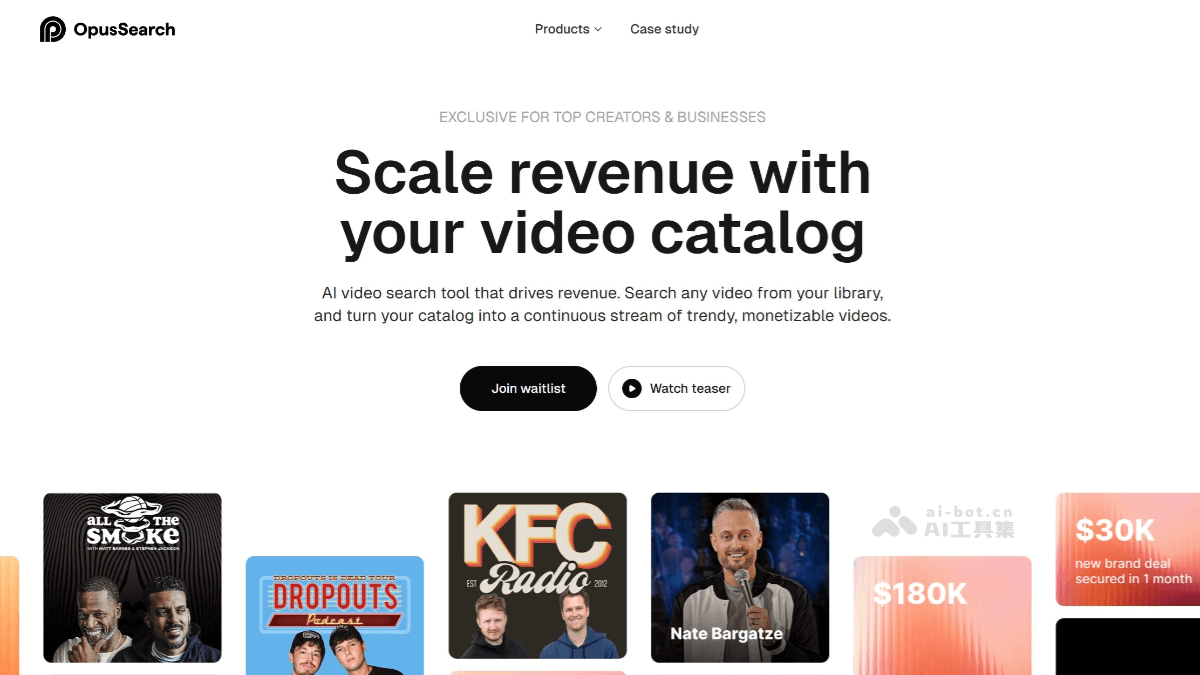 OpusSearch
Products
Case study
EXCLUSIVE FOR TOP CREATORS & BUSINESSES
Scale revenue with
your video catalog
AI video search tool that drives revenue. Search any video from your library,
and turn your catalog into a continuous stream of trendy, monetizable videos.
Join waitlist
Watch teaser
ALL THE
SMOKE
WITH MATT BARNES & STEPHEN JACKSON
DROPOUTS IS DEAD TOUR
DROPOUTS
Podcast
KFC
EST Radio 2012
Nate Bargatze
ai-bot.cn
AI工具集
$180K
$30K
new brand deal
secured in 1 month